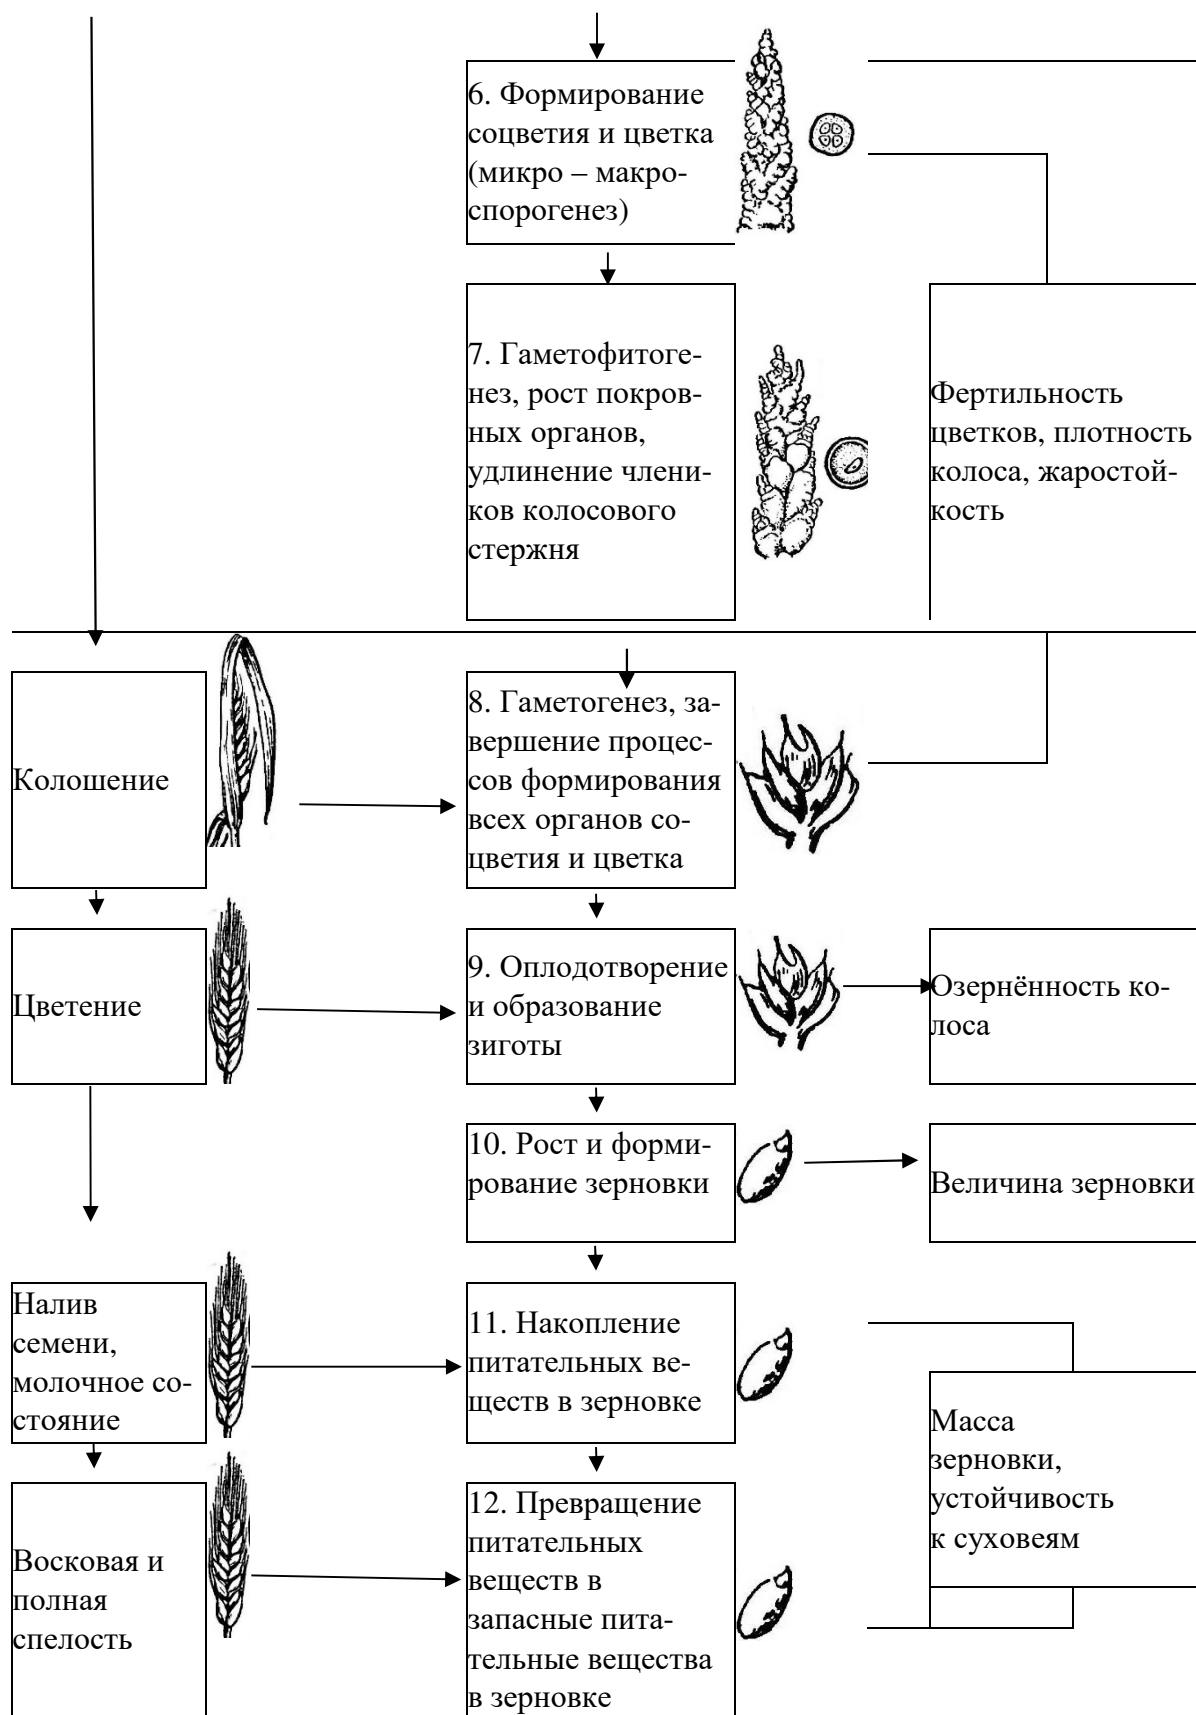 6. Формирование
соцветия и цветка
(микро – макро-
спорогенез)
7. Гаметофитоге-
нез, рост покров-
ных органов,
удлинение члени-
ков колосового
стержня
Фертильность
цветков, плотность
колоса, жаростой-
кость
Колошение
8. Гаметогенез, за-
вершение процес-
сов формирования
всех органов со-
цветия и цветка
Цветение
9. Оплодотворение
и образование
зиготы
Озернённость ко-
лоса
10. Рост и форми-
рование зерновки
Величина зерновки
Налив
семени,
молочное со-
стояние
11. Накопление
питательных ве-
ществ в зерновке
Масса
зерновки,
устойчивость
к суховеям
Восковая и
полная
спелость
12. Превращение
питательных
веществ в
запасные пита-
тельные вещества
в зерновке